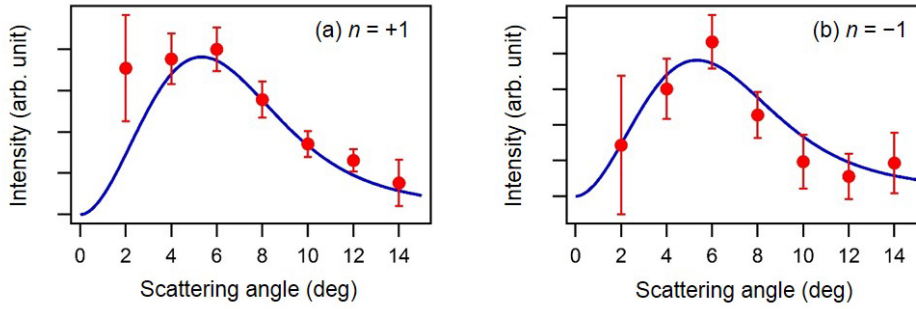 (a) n = +1
Intensity (arb. unit)
0 2 4 6 8 10 12 14
Scattering angle (deg)
(b) n = −1
Intensity (arb. unit)
0 2 4 6 8 10 12 14
Scattering angle (deg)